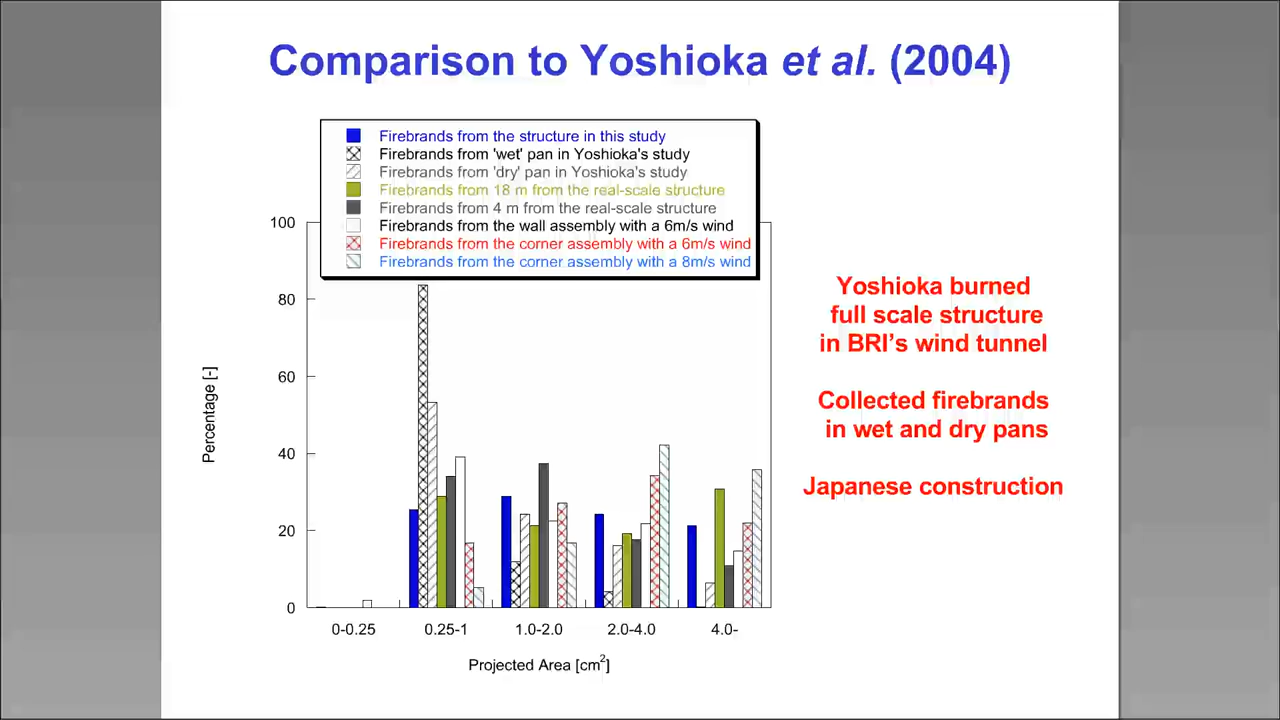 Comparison to Yoshioka et al. (2004)
Firebrands from the structure in this study
Firebrands from 'wet' pan in Yoshioka's study
Firebrands from 'dry' pan in Yoshioka's study
Firebrands from 18 m from the real-scale structure
Firebrands from 4 m from the real-scale structure
Firebrands from the wall assembly with a 6m/s wind
Firebrands from the corner assembly with a 6m/s wind
Firebrands from the corner assembly with a 8m/s wind
100
80
60
40
20
0
Percentage [-]
0-0.25 0.25-1 1.0-2.0 2.0-4.0 4.0-
Projected Area [cm2]
Yoshioka burned
full scale structure
in BRI's wind tunnel
Collected firebrands
in wet and dry pans
Japanese construction